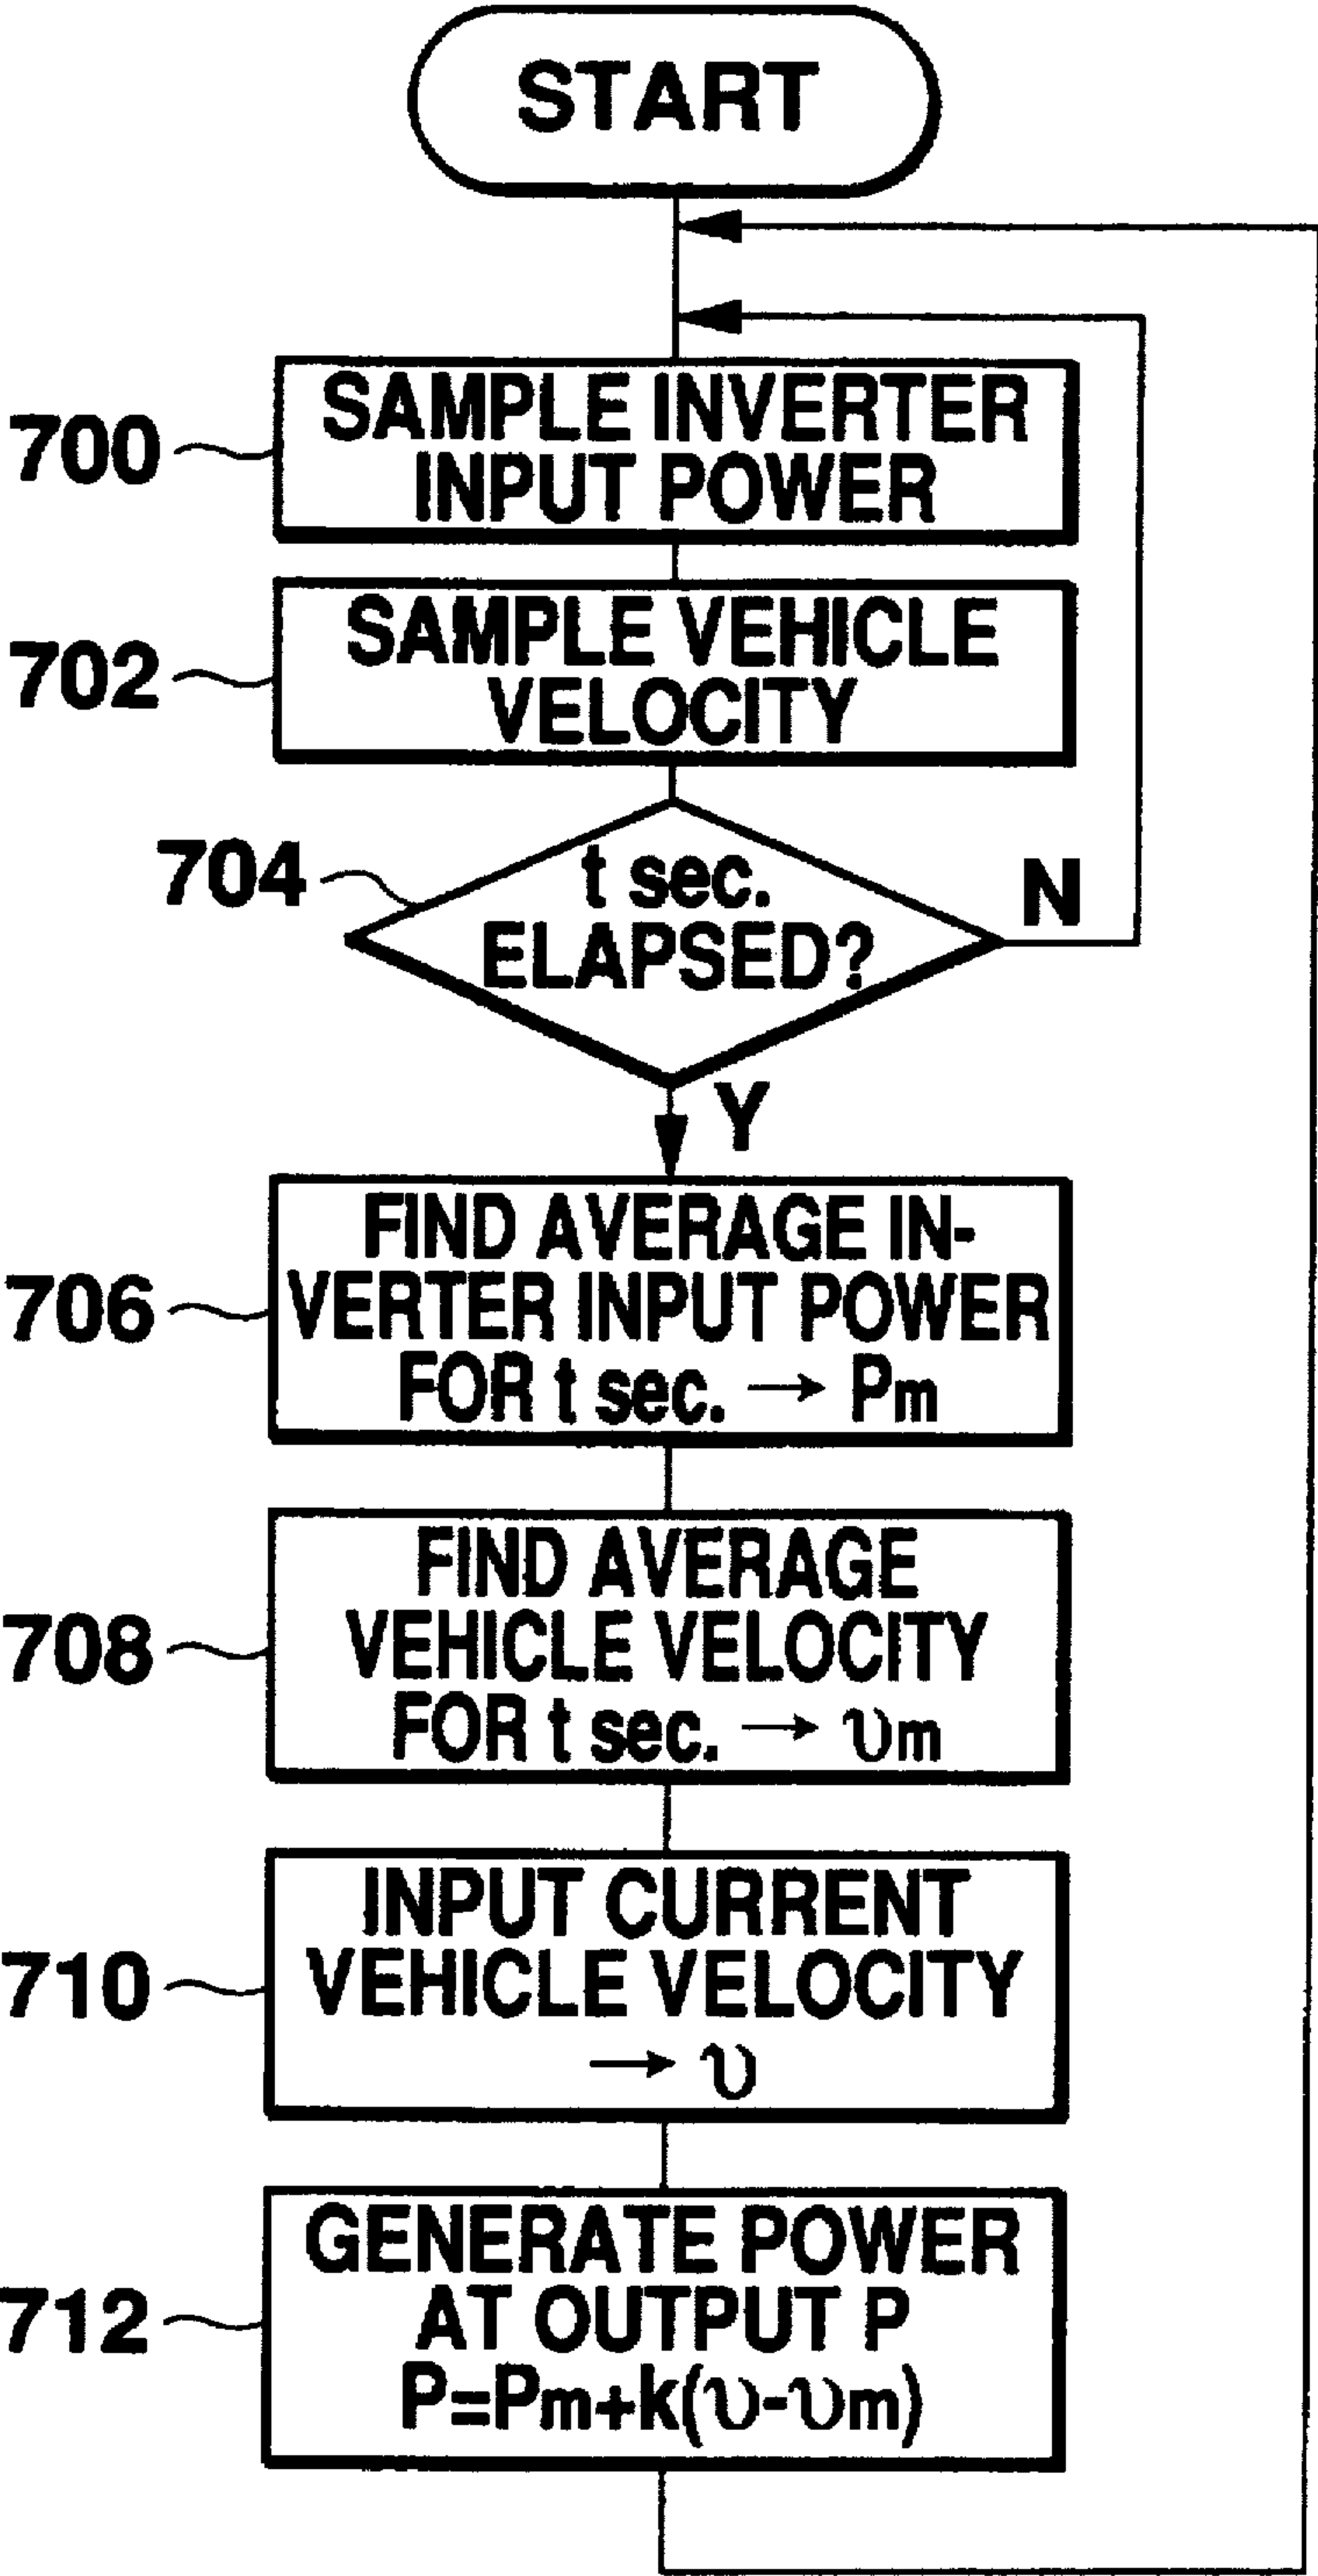 START
700
SAMPLE INVERTER
INPUT POWER
702
SAMPLE VEHICLE
VELOCITY
704
t sec.
ELAPSED?
N
Y
706
FIND AVERAGE IN-
VERTER INPUT POWER
FOR t sec. → Pm
708
FIND AVERAGE
VEHICLE VELOCITY
FOR t sec. → υm
710
INPUT CURRENT
VEHICLE VELOCITY
→ υ
712
GENERATE POWER
AT OUTPUT P
P=Pm+k(υ-υm)